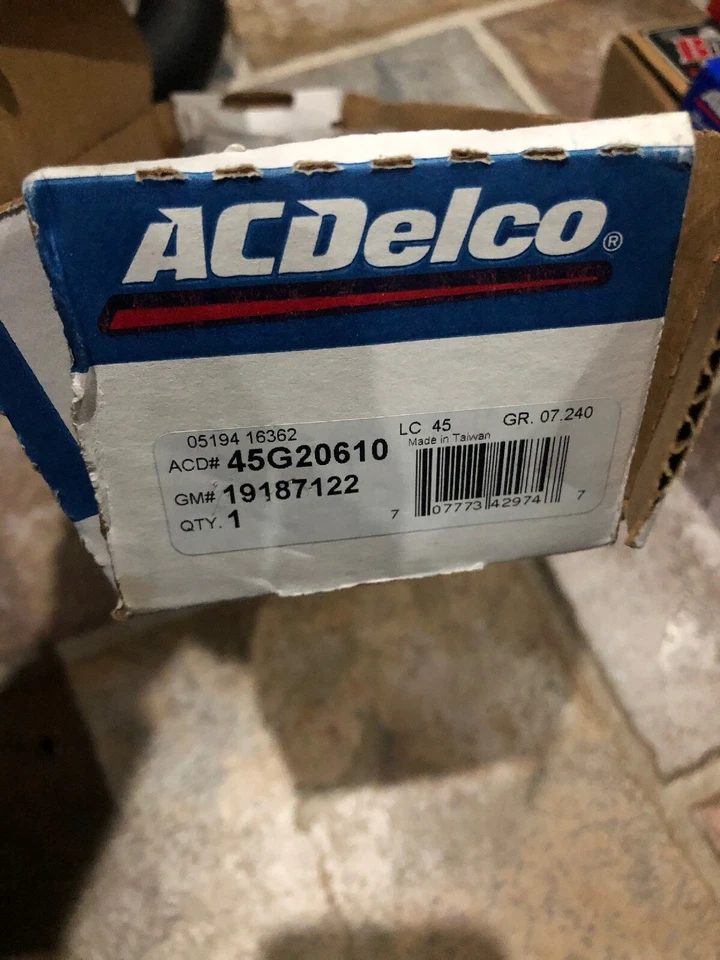 ACDelco®
05194 16362
LC 45
GR. 07.240
Made in Taiwan
ACD# 45G20610
GM# 19187122
QTY. 1
7 07773 42974 7